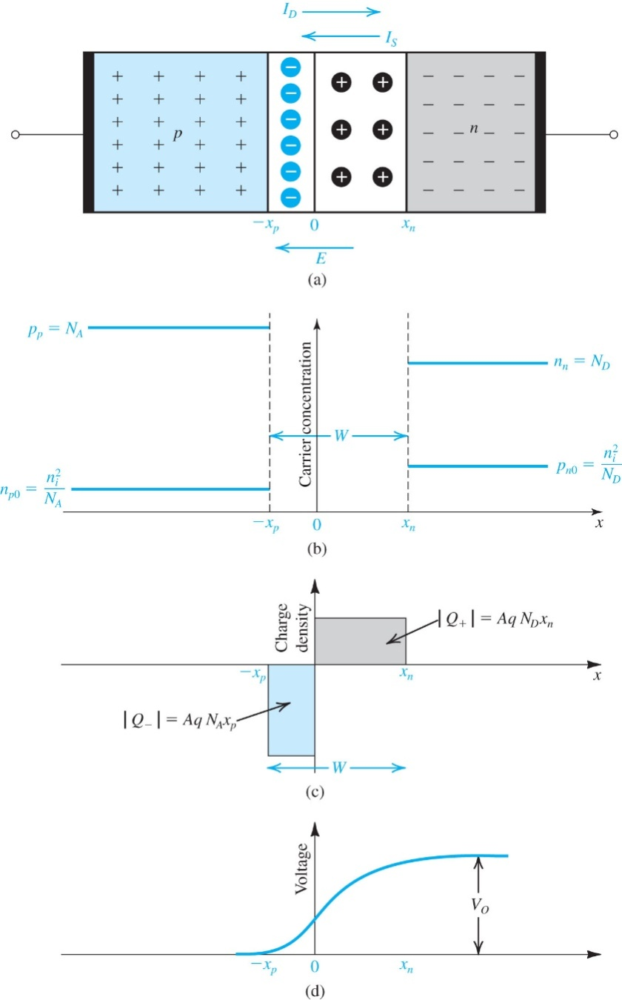 I_D
I_S
+ + + +
+ + + +
+ + + +
+ + + +
+ + + +
+ + + +
p
− − − − − −
+ +
+ +
+ +
− − − −
− − − −
− − − −
− − − −
− − − −
n
−x_p 0 x_n
E
(a)
p_p = N_A
n_n = N_D
Carrier concentration
W
n_p0 = n_i^2/N_A
p_n0 = n_i^2/N_D
−x_p 0 x_n x
(b)
Charge
density
|Q_+| = Aq N_D x_n
−x_p x_n x
|Q_−| = Aq N_A x_p
W
(c)
Voltage
V_O
−x_p 0 x_n
(d)